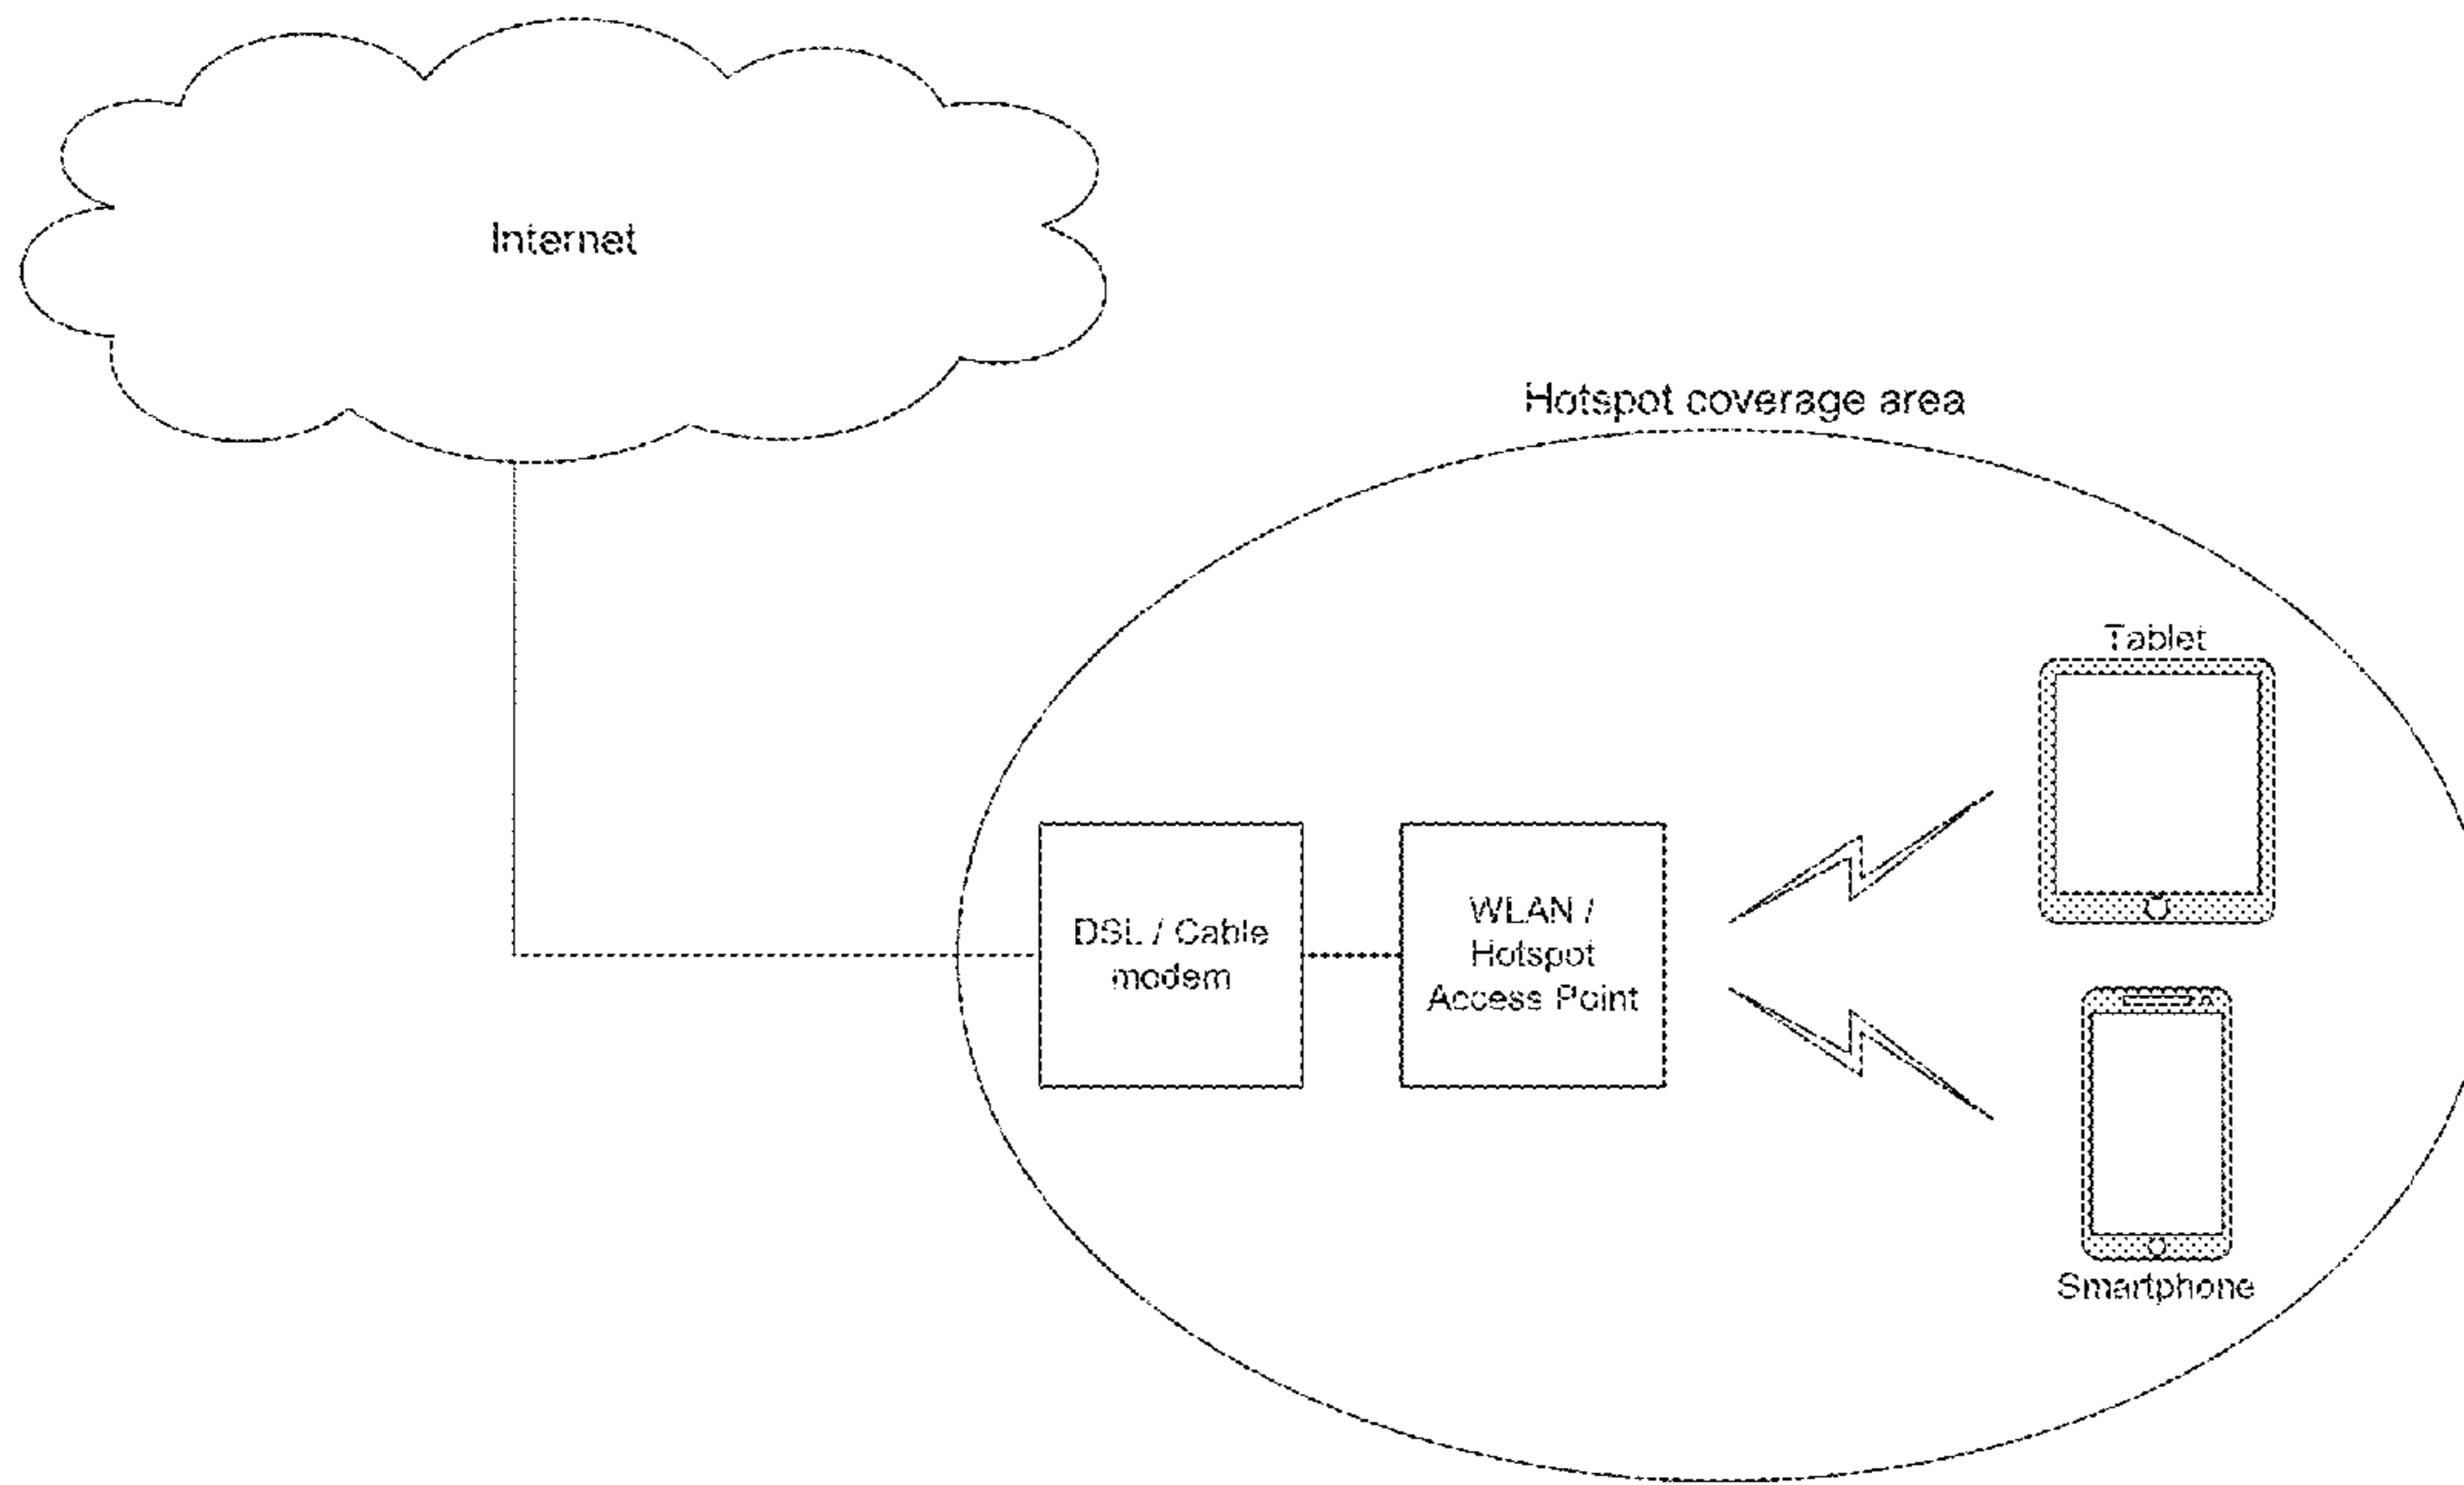 Internet
Hotspot coverage area
Tablet
DSL / Cable
modem
WLAN /
Hotspot
Access Point
Smartphone